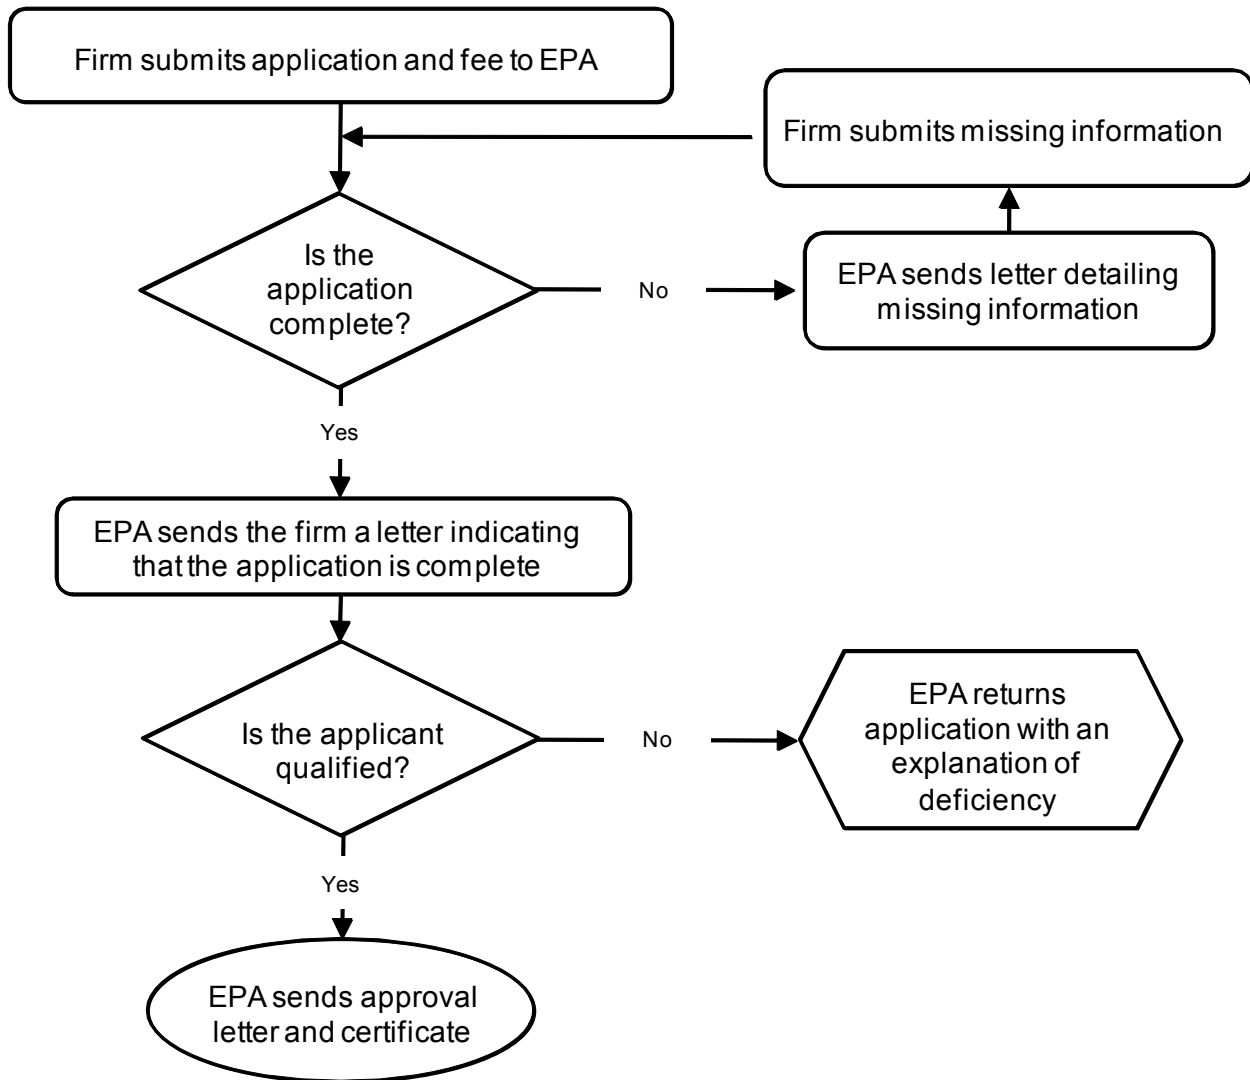 Firm submits application and fee to EPA
Firm submits missing information
Is the
application
complete?
No
EPA sends letter detailing
missing information
Yes
EPA sends the firm a letter indicating
that the application is complete
Is the applicant
qualified?
No
EPA returns
application with an
explanation of
deficiency
Yes
EPA sends approval
letter and certificate